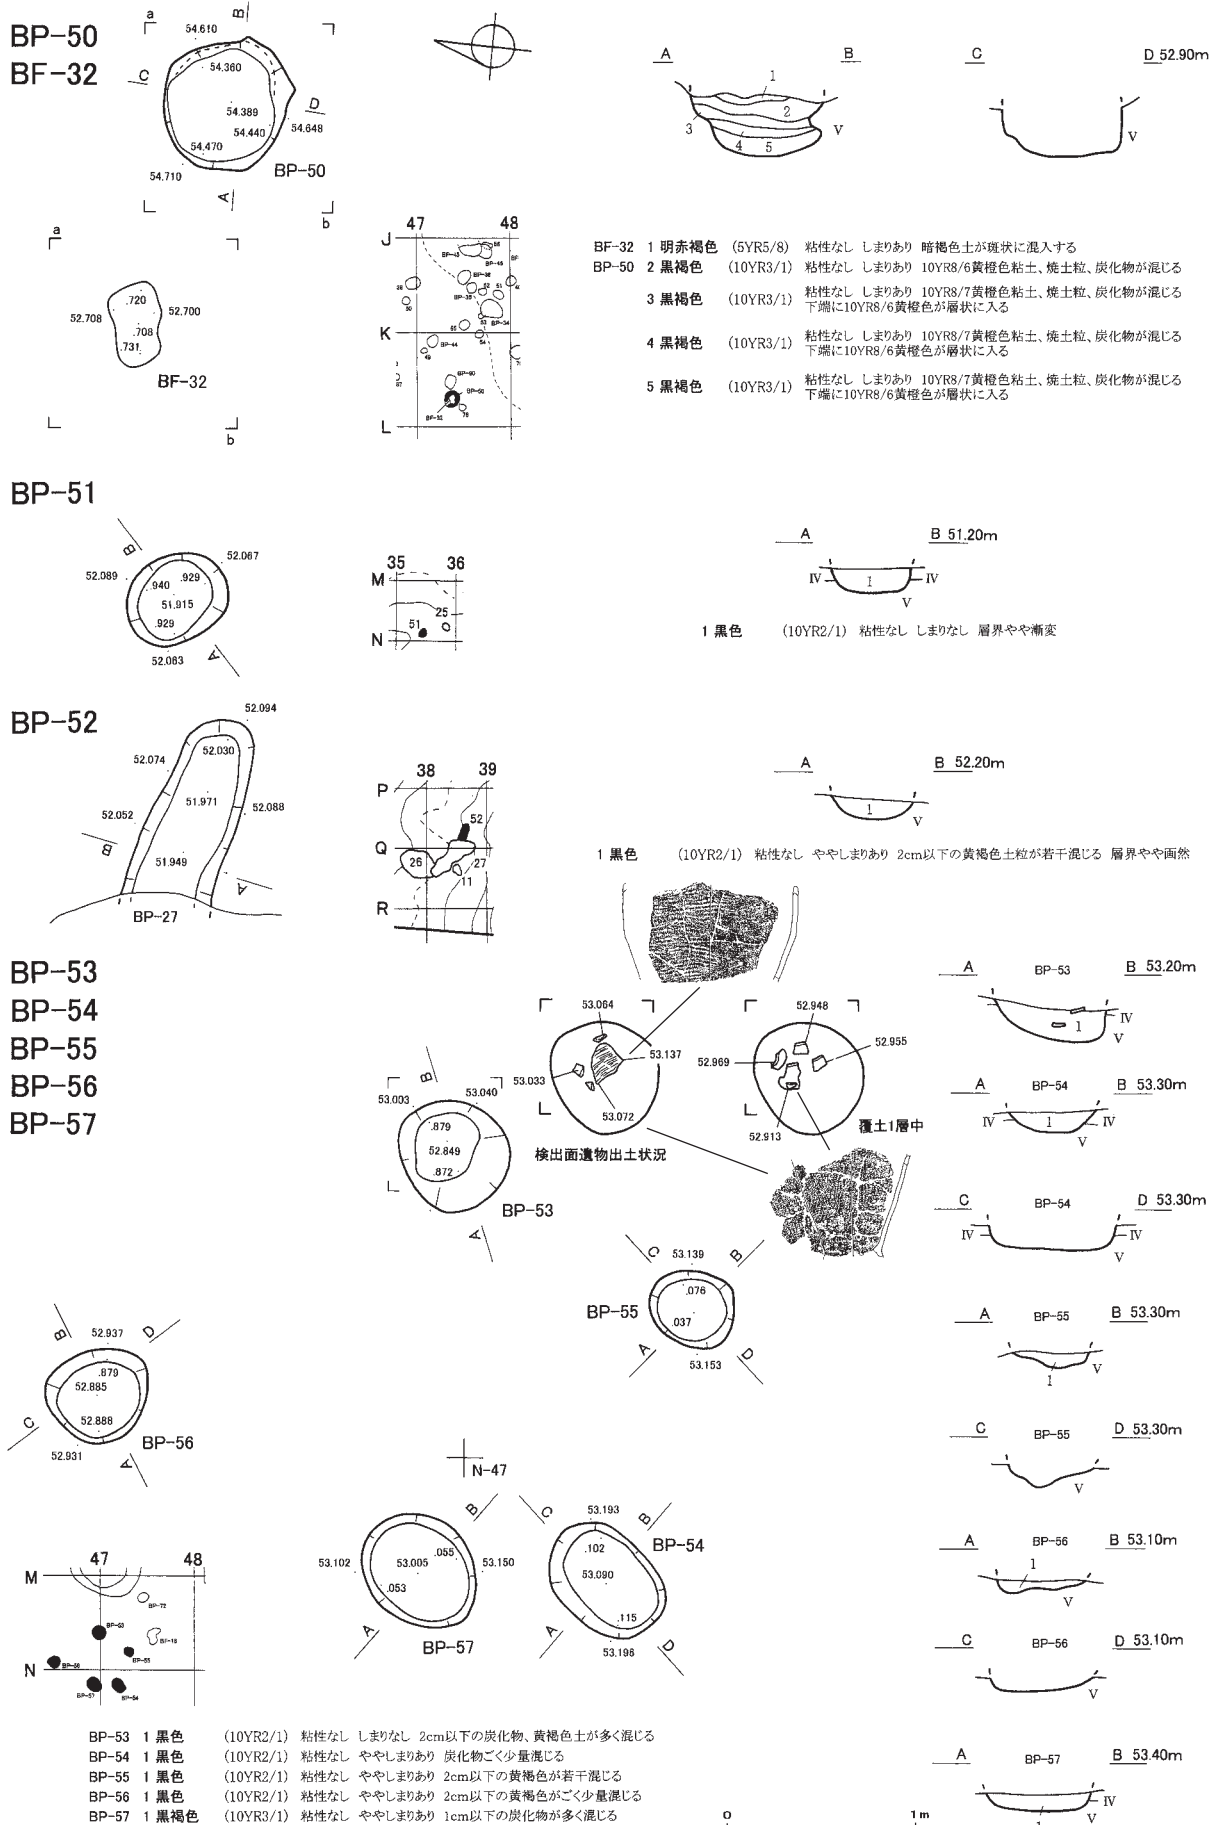 BP-50
BF-32
a
B
54.610
54.360
C
54.389
D
54.440
54.648
54.470
BP-50
54.710
A
b
A
B
C
D 52.90m
1
2
3
V
4
5
V
a
.720
52.708
52.700
.708
.731
BF-32
b
47
48
J
K
L
BP-44
BP-50
BF-32
BF-32 1 明赤褐色 (5YR5/8) 粘性なし しまりあり 暗褐色土が斑状に混入する
BP-50 2 黒褐色 (10YR3/1) 粘性なし しまりあり 10YR8/6黄橙色粘土、焼土粒、炭化物が混じる
3 黒褐色 (10YR3/1) 粘性なし しまりあり 10YR8/7黄橙色粘土、焼土粒、炭化物が混じる
下端に10YR8/6黄橙色が層状に入る
4 黒褐色 (10YR3/1) 粘性なし しまりあり 10YR8/7黄橙色粘土、焼土粒、炭化物が混じる
下端に10YR8/6黄橙色が層状に入る
5 黒褐色 (10YR3/1) 粘性なし しまりあり 10YR8/7黄橙色粘土、焼土粒、炭化物が混じる
下端に10YR8/6黄橙色が層状に入る
BP-51
B
52.067
52.089
.940
.929
51.915
.929
52.063
A
35
36
M
25
51
N
A
B 51.20m
IV
1
IV
V
1 黒色 (10YR2/1) 粘性なし しまりなし 層界やや漸変
BP-52
52.094
52.074
52.030
51.971
52.088
52.052
B
51.949
A
BP-27
38
39
P
52
Q
26
27
11
R
A
B 52.20m
1
V
1 黒色 (10YR2/1) 粘性なし ややしまりあり 2cm以下の黄褐色土粒が若干混じる 層界やや画然
BP-53
BP-54
BP-55
BP-56
BP-57
B
53.003
53.040
.879
52.849
.872
BP-53
A
53.064
53.137
53.033
53.072
検出面遺物出土状況
52.948
52.955
52.969
52.913
覆土1層中
A
BP-53
B 53.20m
1
IV
V
A
BP-54
B 53.30m
IV
1
IV
V
C
BP-54
D 53.30m
IV
IV
V
A
BP-55
B 53.30m
1
V
C
BP-55
D 53.30m
V
A
BP-56
B 53.10m
1
V
C
BP-56
D 53.10m
V
A
BP-57
B 53.40m
IV
1
C
53.139
B
.076
BP-55
.037
A
53.153
D
B
52.937
D
.879
52.885
52.888
C
BP-56
52.931
A
N-47
B
53.102
.055
53.005
53.150
.053
A
BP-57
C
53.193
B
BP-54
.102
53.090
.115
A
D
53.196
47
48
M
BP-72
BP-53
BP-55
N
BP-56
BP-57
BP-54
BP-53 1 黒色 (10YR2/1) 粘性なし しまりなし 2cm以下の炭化物、黄褐色土が多く混じる
BP-54 1 黒色 (10YR2/1) 粘性なし ややしまりあり 炭化物ごく少量混じる
BP-55 1 黒色 (10YR2/1) 粘性なし ややしまりあり 2cm以下の黄褐色が若干混じる
BP-56 1 黒色 (10YR2/1) 粘性なし ややしまりあり 2cm以下の黄褐色がごく少量混じる
BP-57 1 黒褐色 (10YR3/1) 粘性なし ややしまりあり 1cm以下の炭化物が多く混じる
0
1m